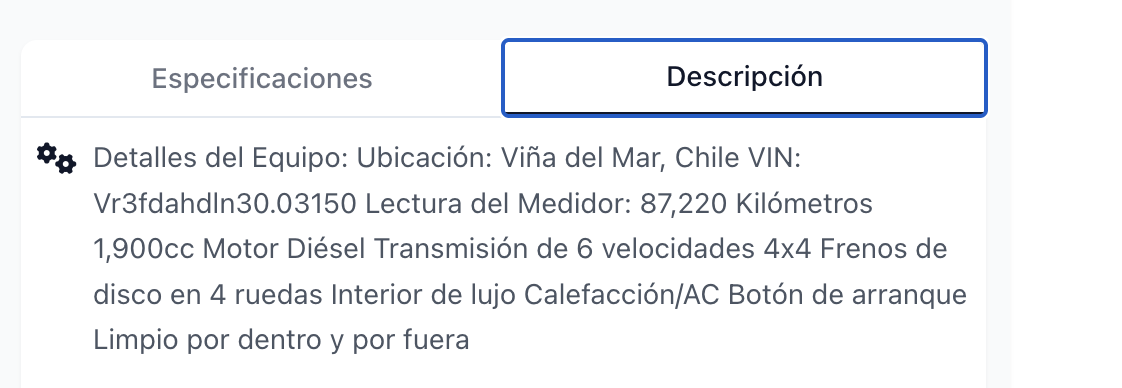 Especificaciones
Descripción
Detalles del Equipo: Ubicación: Viña del Mar, Chile VIN:
Vr3fdahdln30.03150 Lectura del Medidor: 87,220 Kilómetros
1,900cc Motor Diésel Transmisión de 6 velocidades 4x4 Frenos de
disco en 4 ruedas Interior de lujo Calefacción/AC Botón de arranque
Limpio por dentro y por fuera